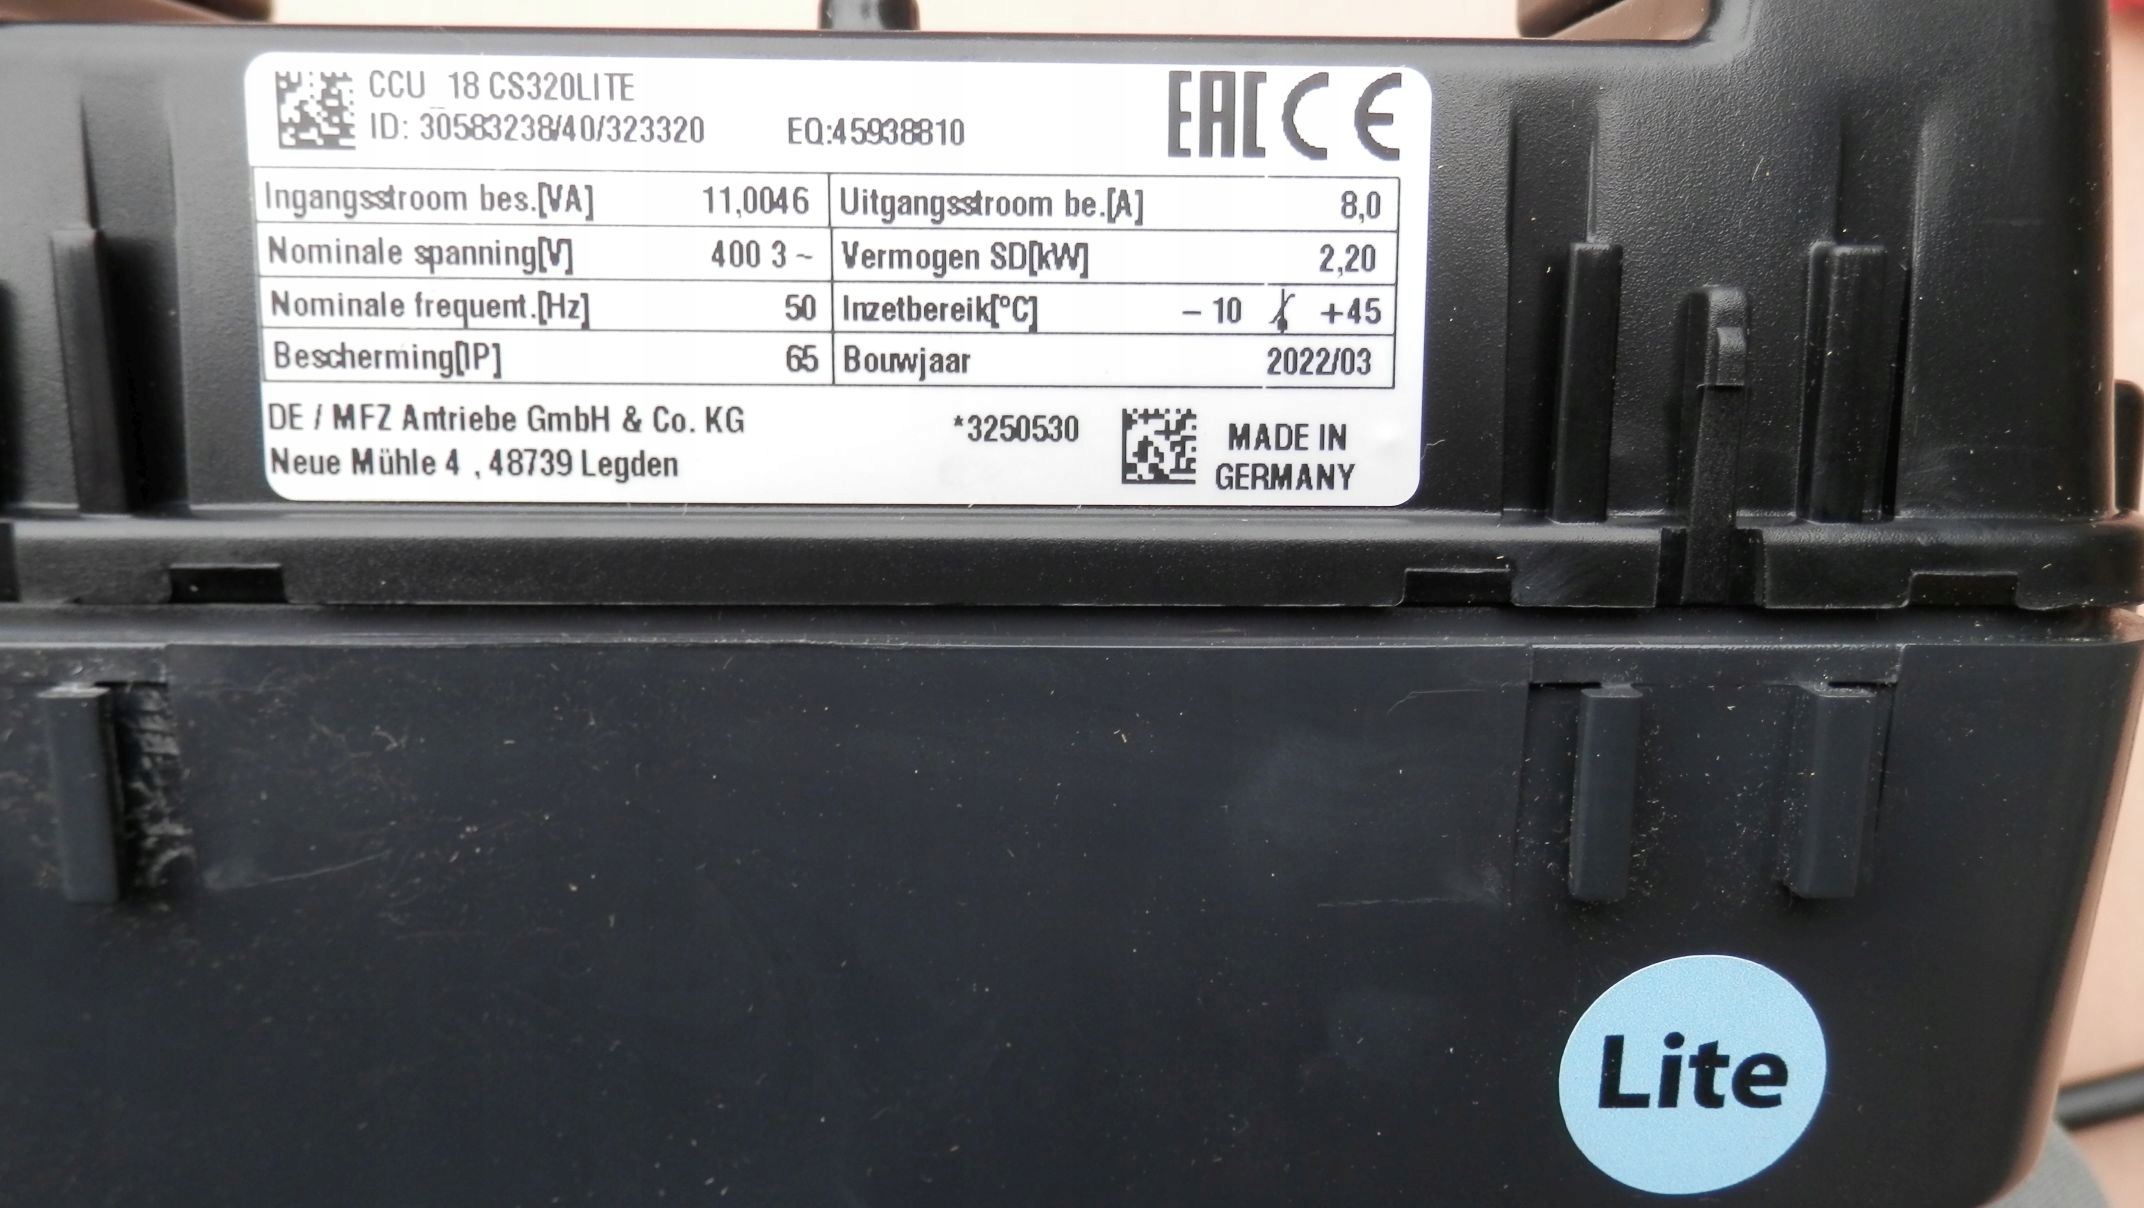 CCU_18 CS320LITE
ID: 30583238/40/323320 EQ:45938810
EAC CE
Ingangsstroom bes.[VA] 11,0046 Uitgangsstroom be.[A] 8,0
Nominale spanning[V] 400 3~ Vermogen SD[kW] 2,20
Nominale frequent.[Hz] 50 Inzetbereik[°C] – 10 +45
Bescherming[IP] 65 Bouwjaar 2022/03
DE / MFZ Antriebe GmbH & Co. KG *3250530
Neue Mühle 4 , 48739 Legden
MADE IN
GERMANY
Lite